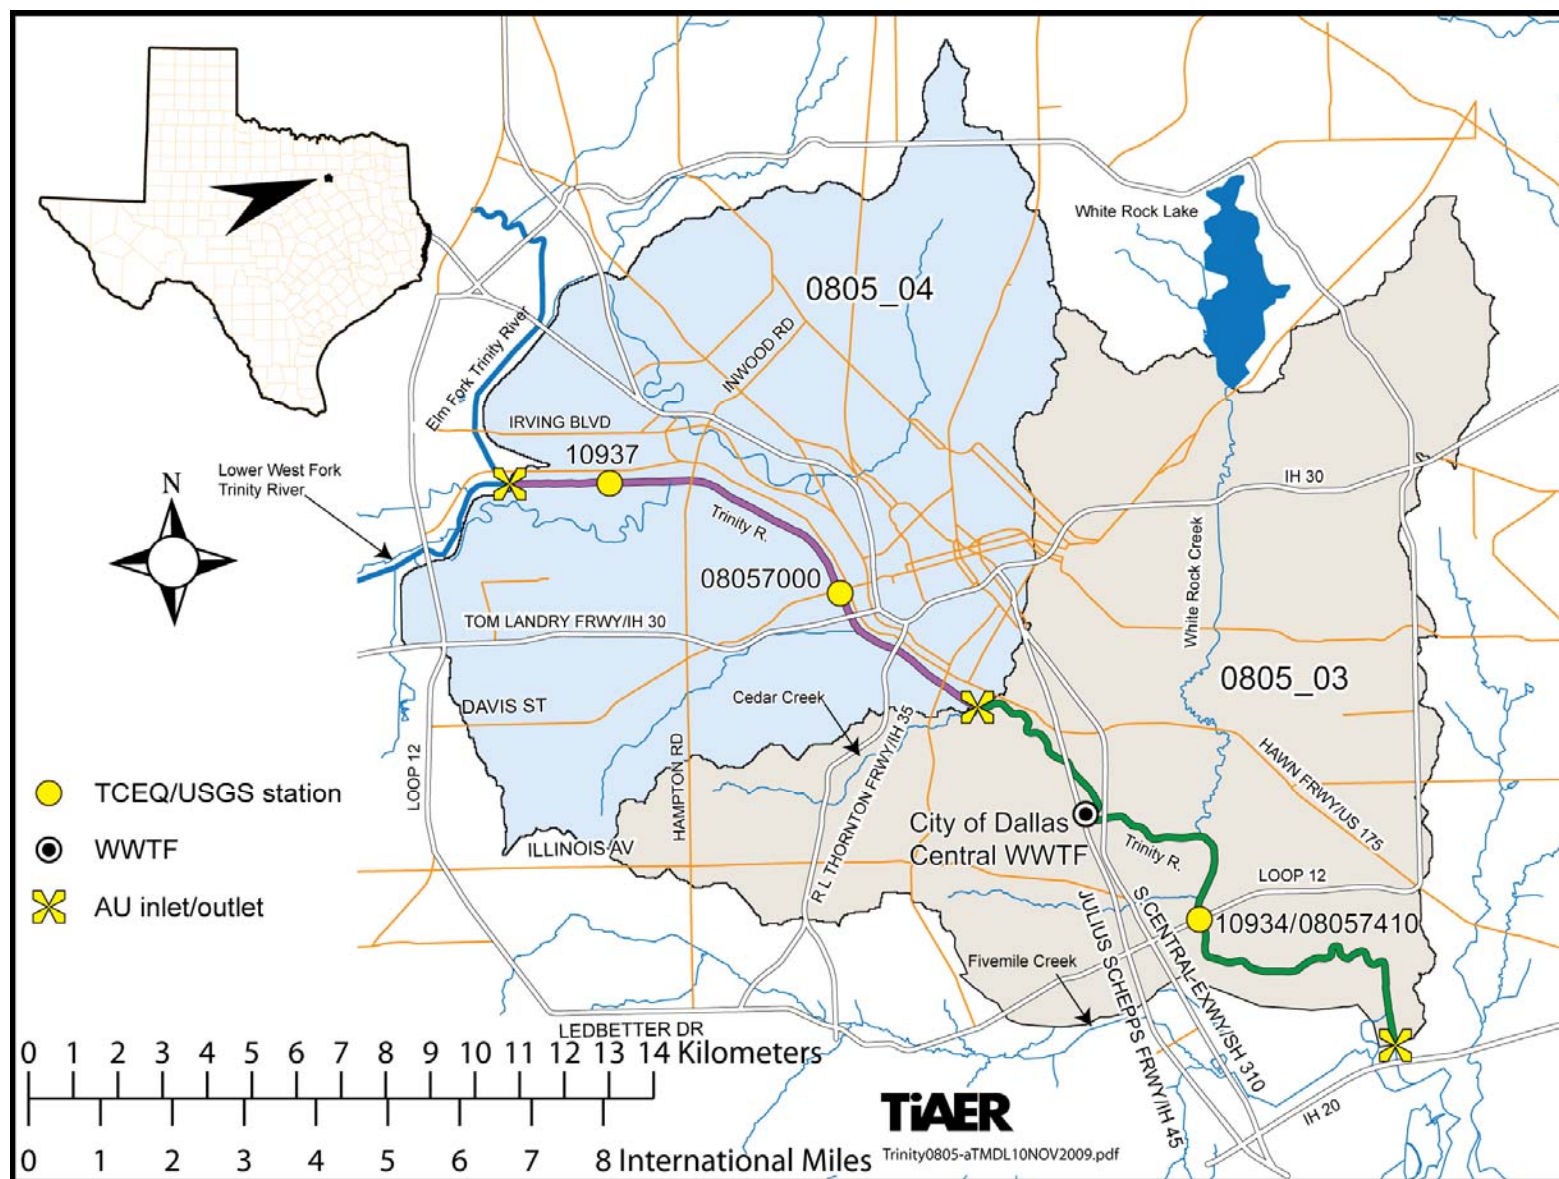 White Rock Lake
0805_04
Elm Fork Trinity River
INWOOD RD
IRVING BLVD
10937
Lower West Fork
Trinity River
N
IH 30
Trinity R.
White Rock Creek
08057000
TOM LANDRY FRWY/IH 30
0805_03
Cedar Creek
DAVIS ST
LOOP 12
HAMPTON RD
R L THORNTON FRWY/IH 35
HAWN FRWY/US 175
TCEQ/USGS station
WWTF
AU inlet/outlet
ILLINOIS AV
City of Dallas
Central WWTF
Trinity R.
LOOP 12
10934/08057410
JULIUS SCHEPPS FRWY/IH 45
S.CENTRAL EXWY/SH 310
Fivemile Creek
LEDBETTER DR
IH 20
0 1 2 3 4 5 6 7 8 9 10 11 12 13 14 Kilometers
0 1 2 3 4 5 6 7 8 International Miles
TiAER
Trinity0805-aTMDL10NOV2009.pdf